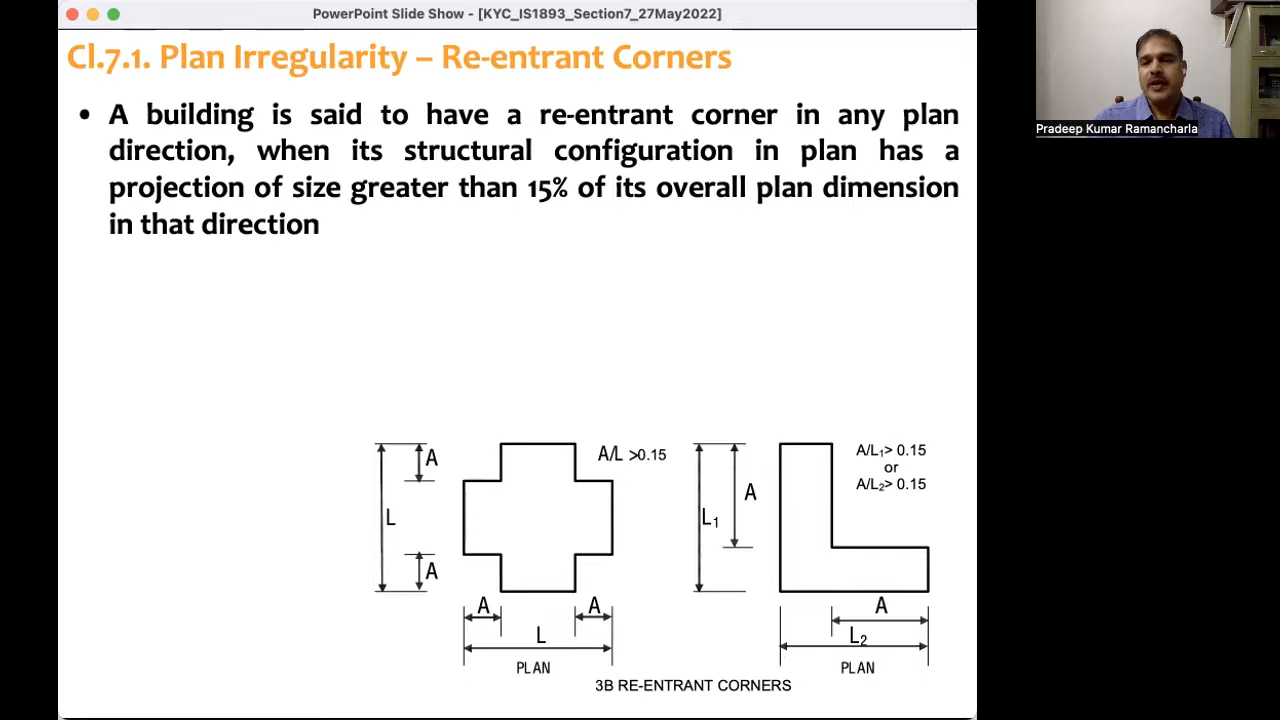 PowerPoint Slide Show - [KYC_IS1893_Section7_27May2022]
Cl.7.1. Plan Irregularity – Re-entrant Corners
• A building is said to have a re-entrant corner in any plan
direction, when its structural configuration in plan has a
projection of size greater than 15% of its overall plan dimension
in that direction
Pradeep Kumar Ramancharla
A
A/L >0.15
L
A
A
A
L
PLAN
A/L₁> 0.15
or
A/L₂> 0.15
A
L₁
A
L₂
PLAN
3B RE-ENTRANT CORNERS